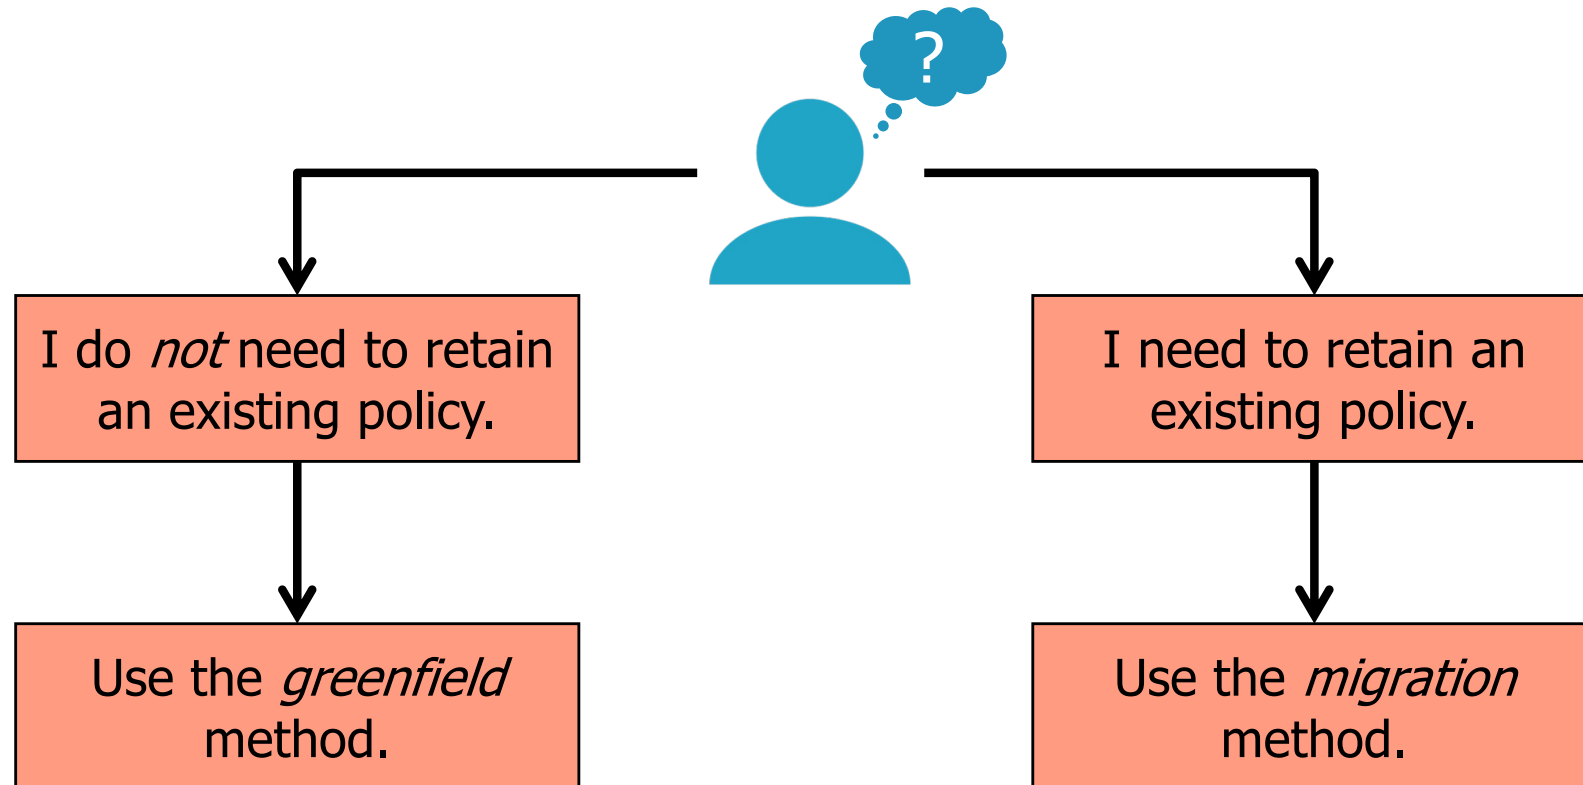 ?
I do not need to retain
an existing policy.
I need to retain an
existing policy.
Use the greenfield
method.
Use the migration
method.